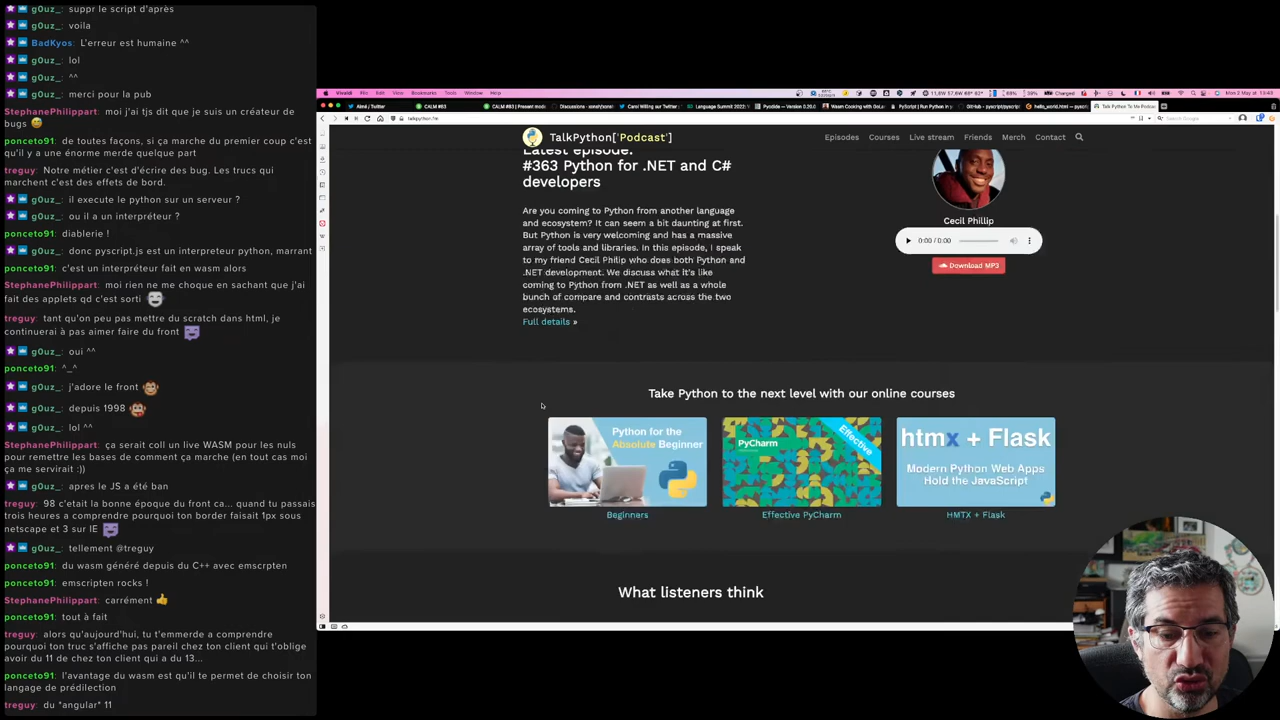 g0uz_: suppr le script d'après
g0uz_: voila
BadKyos: L'erreur est humaine ^^
g0uz_: lol
g0uz_: ^^
g0uz_: merci pour la pub
StephanePhilippart: moi j'ai tjs dit que je suis un créateur de
bugs
ponceto91: de toutes façons, si ça marche du premier coup c'est
qu'il y a une énorme merde quelque part
treguy: Notre métier c'est d'écrire des bug. Les trucs qui
marchent c'est des effets de bord.
g0uz_: il execute le python sur un serveur ?
g0uz_: ou il a un interpréteur ?
ponceto91: diablerie !
g0uz_: donc pyscript.js est un interpreteur python, marrant
ponceto91: c'est un interpréteur fait en wasm alors
StephanePhilippart: moi rien ne me choque en sachant que j'ai
fait des applets qd c'est sorti
treguy: tant qu'on peu pas mettre du scratch dans html, je
continuerai à pas aimer faire du front
g0uz_: oui ^^
ponceto91: ^_^
g0uz_: j'adore le front
g0uz_: depuis 1998
g0uz_: lol ^^
StephanePhilippart: ça serait coll un live WASM pour les nuls
pour remettre les bases de comment ça marche (en tout cas moi
ça me servirait :))
g0uz_: apres le JS a été ban
treguy: 98 c'etait la bonne époque du front ca... quand tu passais
trois heures a comprendre pourquoi ton border faisait 1px sous
netscape et 3 sur IE
g0uz_: tellement @treguy
ponceto91: du wasm généré depuis du C++ avec emscrpten
ponceto91: emscripten rocks !
StephanePhilippart: carrément
ponceto91: tout à fait
treguy: alors qu'aujourd'hui, tu t'emmerde a comprendre
pourquoi ton truc s'affiche pas pareil chez ton client qui t'oblige
avoir du 11 de chez ton client qui a du 13...
ponceto91: l'avantage du wasm est qu'il te permet de choisir ton
langage de prédilection
treguy: du *angular* 11
Vivaldi File Edit View Bookmarks Tools Window Help
Mon 2 May at 13:43
talkpython.fm
TalkPython['Podcast']
Episodes Courses Live stream Friends Merch Contact
Latest episode:
#363 Python for .NET and C#
developers
Are you coming to Python from another language
and ecosystem? It can seem a bit daunting at first.
But Python is very welcoming and has a massive
array of tools and libraries. In this episode, I speak
to my friend Cecil Philip who does both Python and
.NET development. We discuss what it's like
coming to Python from .NET as well as a whole
bunch of compare and contrasts across the two
ecosystems.
Full details »
Cecil Phillip
0:00 / 0:00
Download MP3
Take Python to the next level with our online courses
Python for the
Absolute Beginner
PyCharm
Effective
htmx + Flask
Modern Python Web Apps
Hold the JavaScript
Beginners
Effective PyCharm
HMTX + Flask
What listeners think